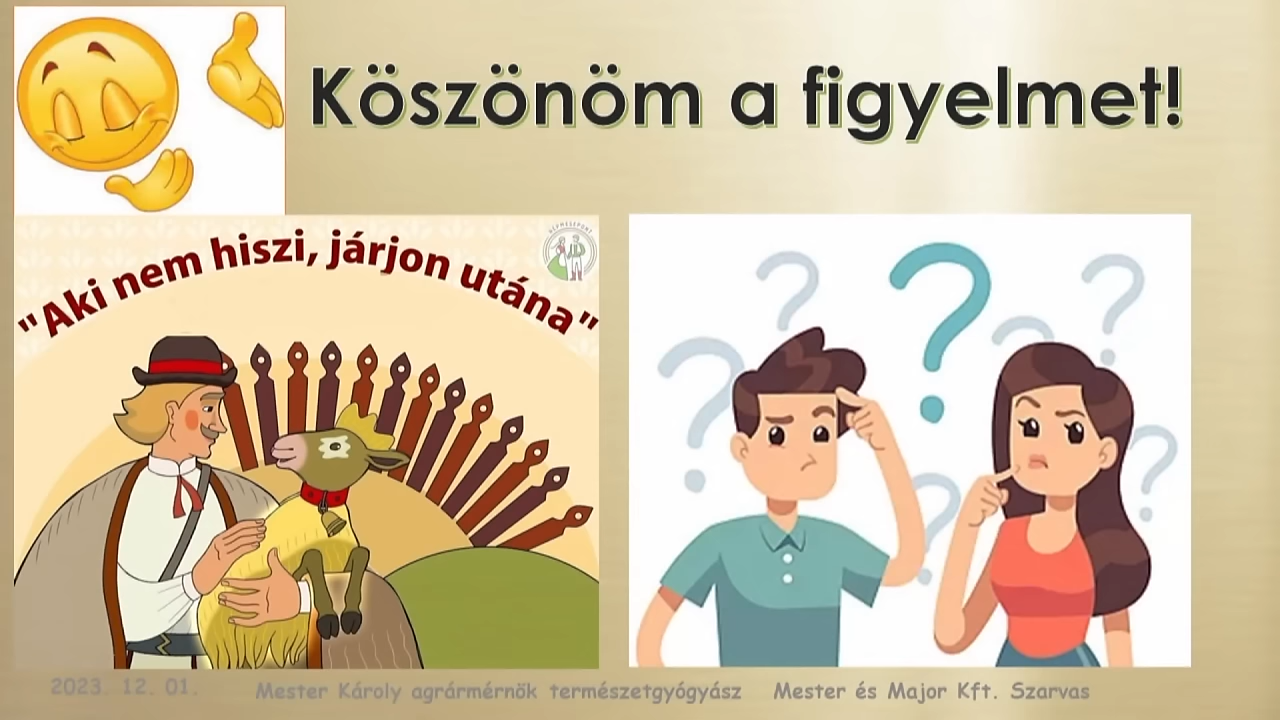 Köszönöm a figyelmet!
"Aki nem hiszi, járjon utána"
NÉPMESEPONT
2023. 12. 01.
Mester Károly agrármérnök természetgyógyász Mester és Major Kft. Szarvas